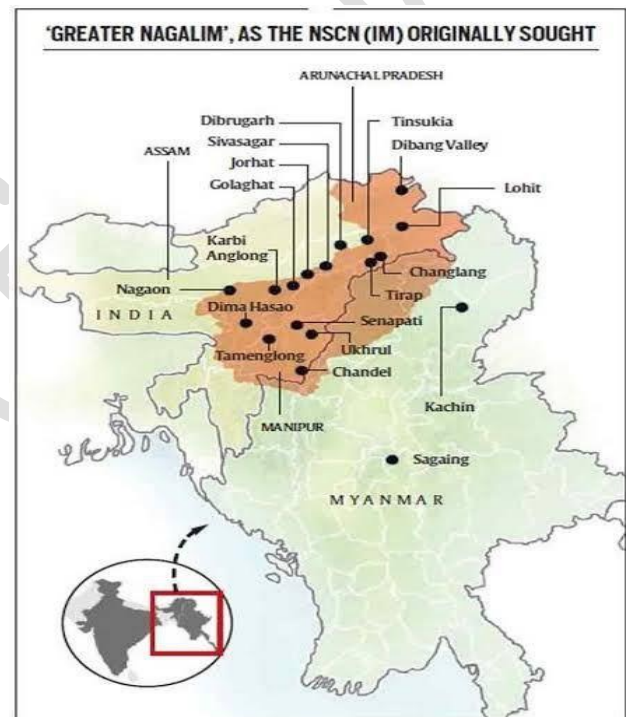 'GREATER NAGALIM', AS THE NSCN (IM) ORIGINALLY SOUGHT
ARUNACHAL PRADESH
Dibrugarh
Tinsukia
Sivasagar
Dibang Valley
ASSAM
Jorhat
Golaghat
Lohit
Karbi
Anglong
Changlang
Nagaon
Tirap
Dima Hasao
INDIA
Senapati
Ukhrul
Tamenglong
Chandel
Kachin
MANIPUR
Sagaing
MYANMAR